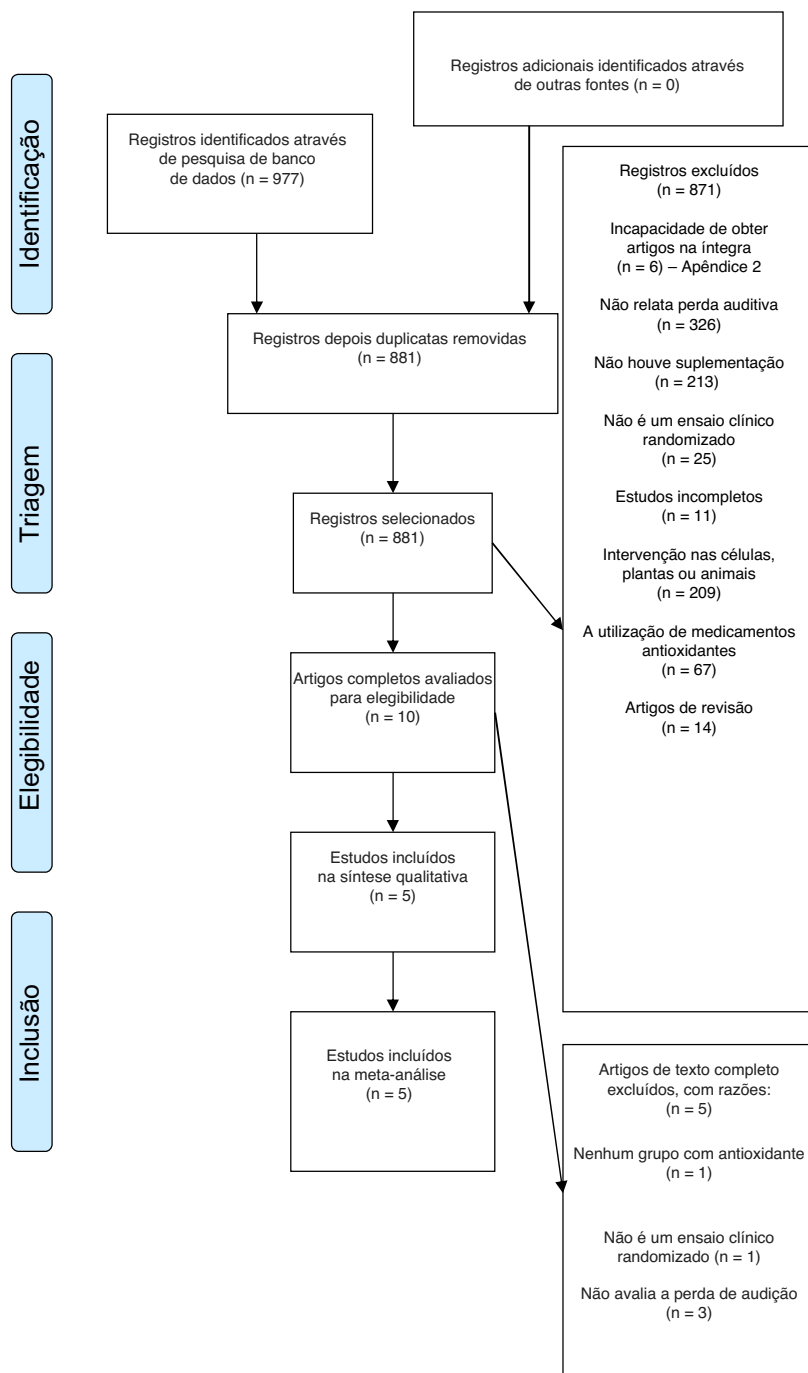 Identificação
Registros adicionais identificados através
de outras fontes (n = 0)
Registros identificados através
de pesquisa de banco
de dados (n = 977)
Registros depois duplicatas removidas
(n = 881)
Triagem
Registros selecionados
(n = 881)
Registros excluídos
(n = 871)
Incapacidade de obter
artigos na íntegra
(n = 6) – Apêndice 2
Não relata perda auditiva
(n = 326)
Não houve suplementação
(n = 213)
Não é um ensaio clínico
randomizado
(n = 25)
Estudos incompletos
(n = 11)
Intervenção nas células,
plantas ou animais
(n = 209)
A utilização de medicamentos
antioxidantes
(n = 67)
Artigos de revisão
(n = 14)
Elegibilidade
Artigos completos avaliados
para elegibilidade
(n = 10)
Estudos incluídos
na síntese qualitativa
(n = 5)
Inclusão
Estudos incluídos
na meta-análise
(n = 5)
Artigos de texto completo
excluídos, com razões:
(n = 5)
Nenhum grupo com antioxidante
(n = 1)
Não é um ensaio clínico
randomizado (n = 1)
Não avalia a perda de audição
(n = 3)